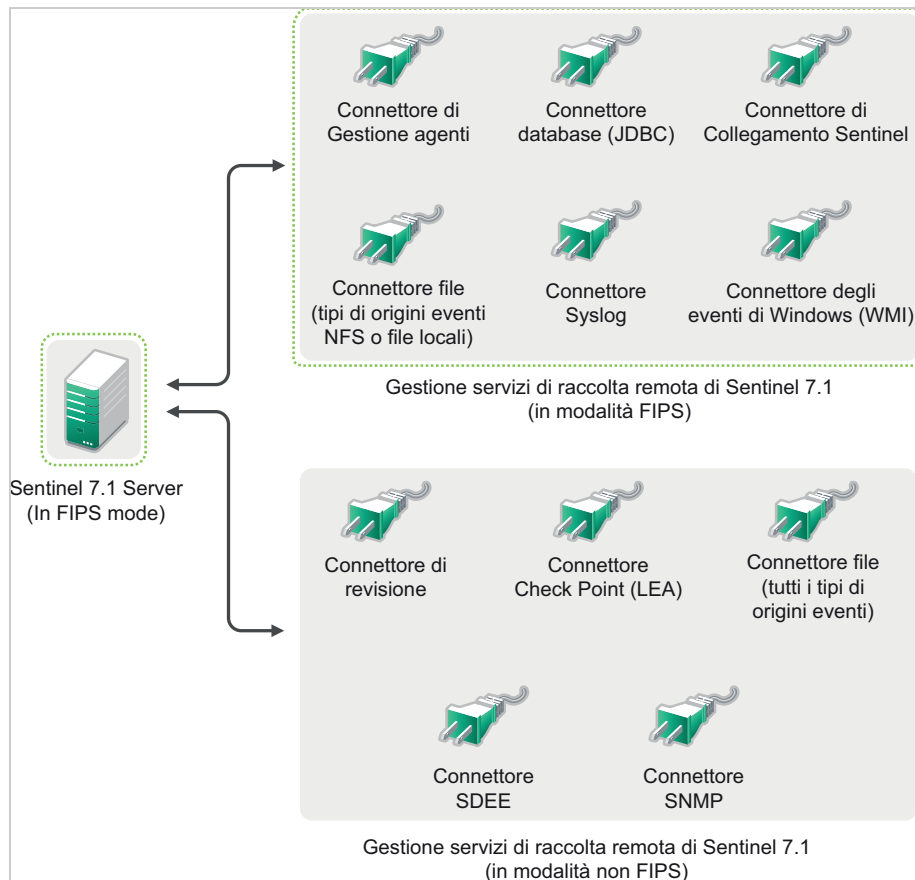 Connettore di
Gestione agenti
Connettore
database (JDBC)
Connettore di
Collegamento Sentinel
Connettore file
(tipi di origini eventi
NFS o file locali)
Connettore
Syslog
Connettore degli
eventi di Windows (WMI)
Gestione servizi di raccolta remota di Sentinel 7.1
(in modalità FIPS)
Sentinel 7.1 Server
(In FIPS mode)
Connettore di
revisione
Connettore
Check Point (LEA)
Connettore file
(tutti i tipi di
origini eventi)
Connettore
SDEE
Connettore
SNMP
Gestione servizi di raccolta remota di Sentinel 7.1
(in modalità non FIPS)